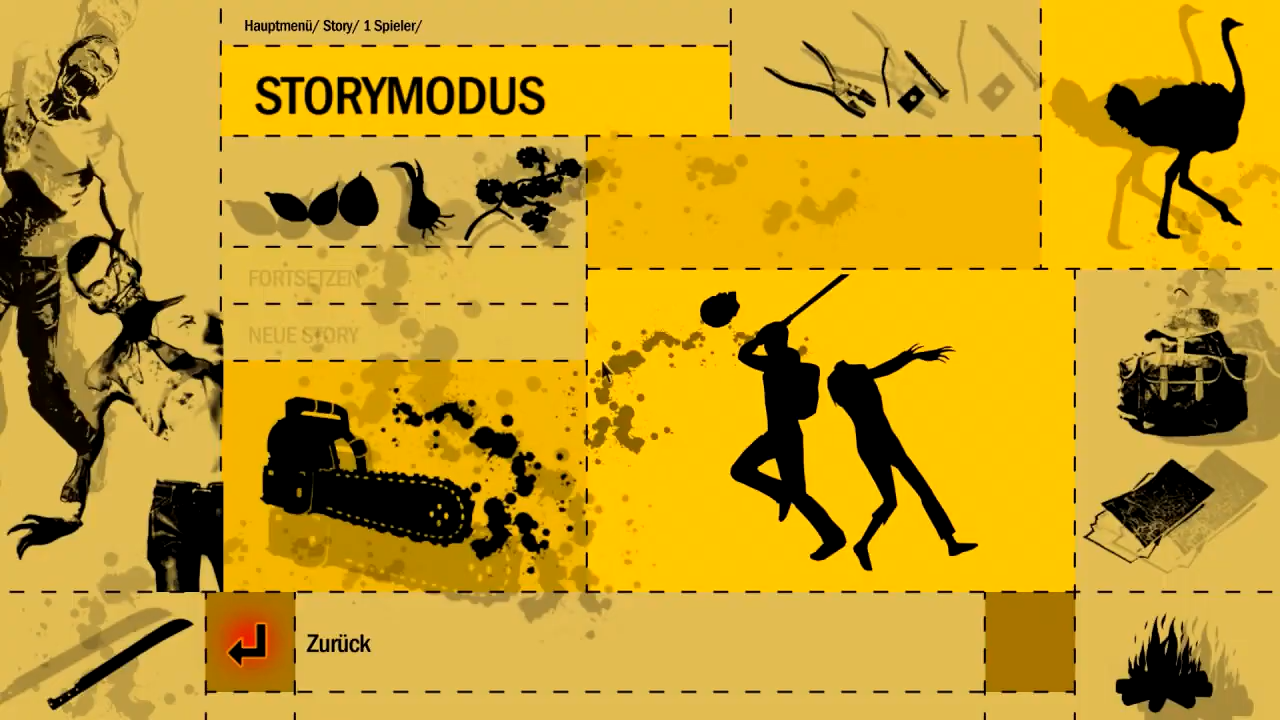 Hauptmenü/ Story/ 1 Spieler/
STORYMODUS
FORTSETZEN
NEUE STORY
Zurück